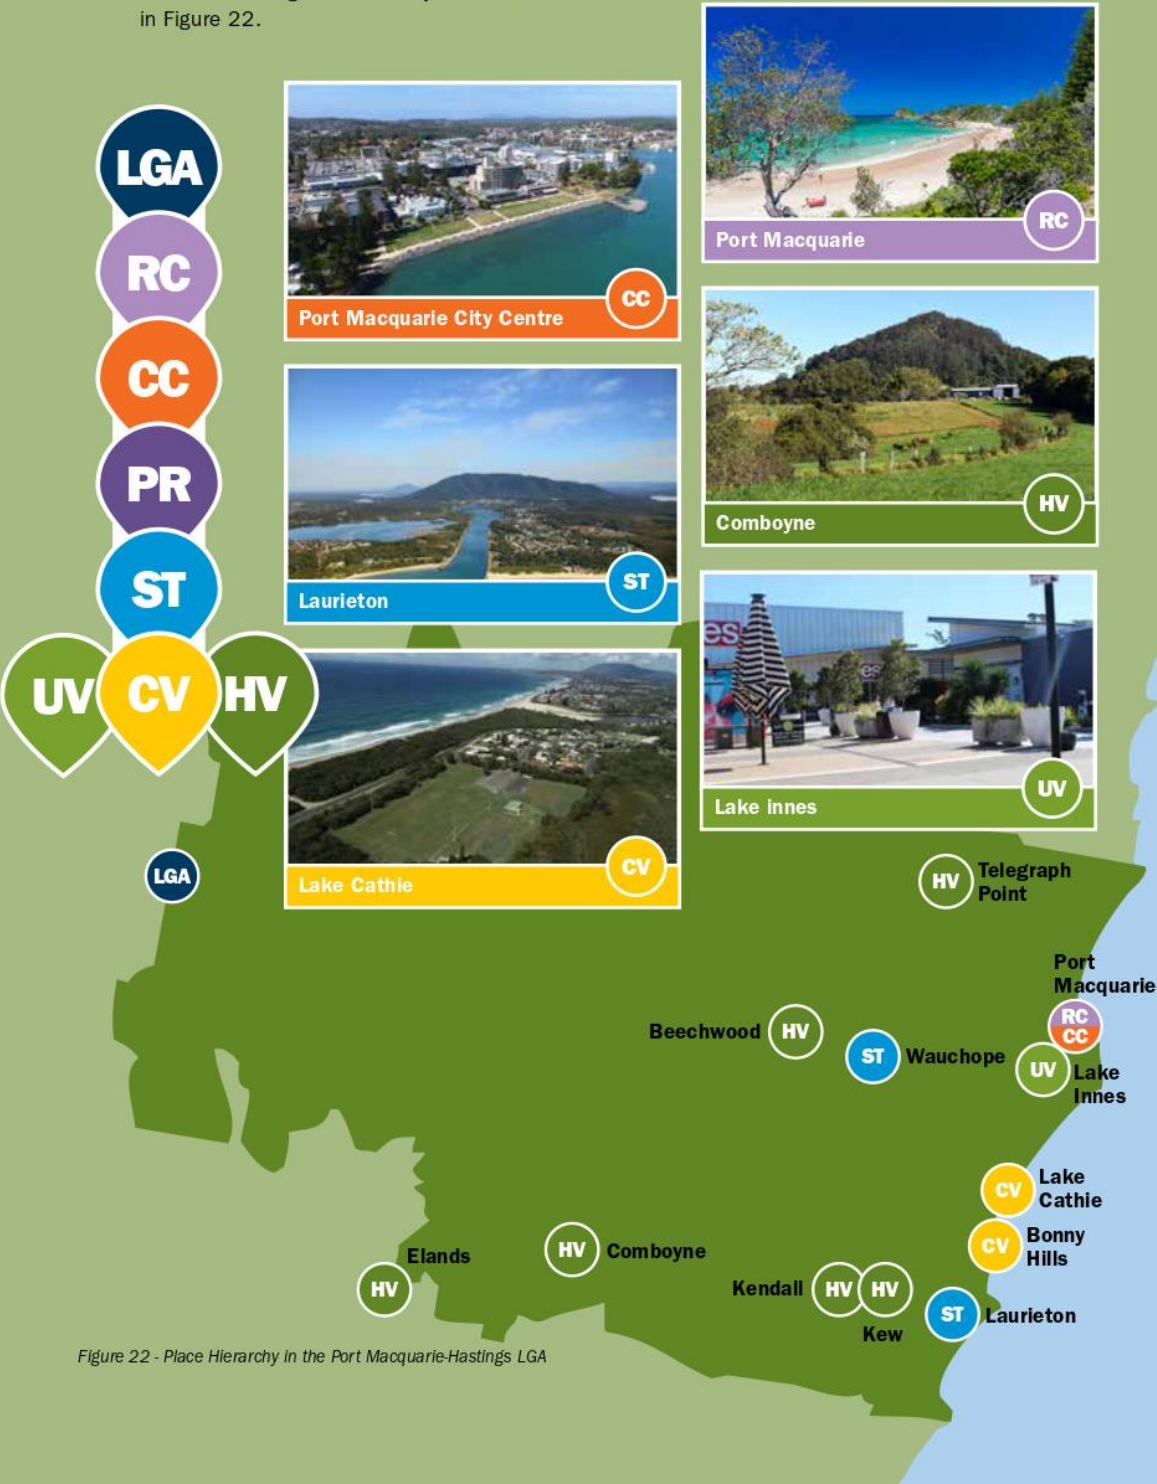 in Figure 22.
LGA
RC
CC
PR
ST
UV CV HV
Port Macquarie City Centre
CC
Port Macquarie
RC
Laurieton
ST
Comboyne
HV
Lake Cathie
CV
es
es
Lake innes
UV
LGA
HV
Telegraph
Point
Port
Macquarie
RC
CC
Beechwood HV
ST Wauchope
UV Lake
Innes
CV Lake
Cathie
CV Bonny
Hills
Elands
HV
HV Comboyne
Kendall HV HV
Kew
ST Laurieton
Figure 22 - Place Hierarchy in the Port Macquarie-Hastings LGA